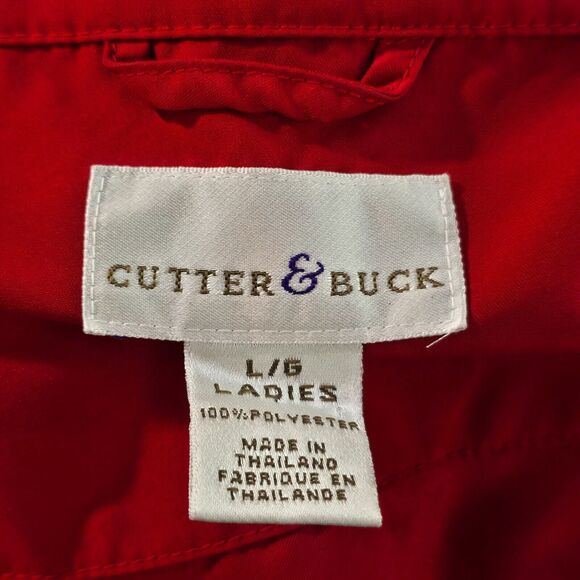 CUTTER & BUCK
L/G
LADIES
100% POLYESTER
MADE IN
THAILAND
FABRIQUE EN
THAILANDE